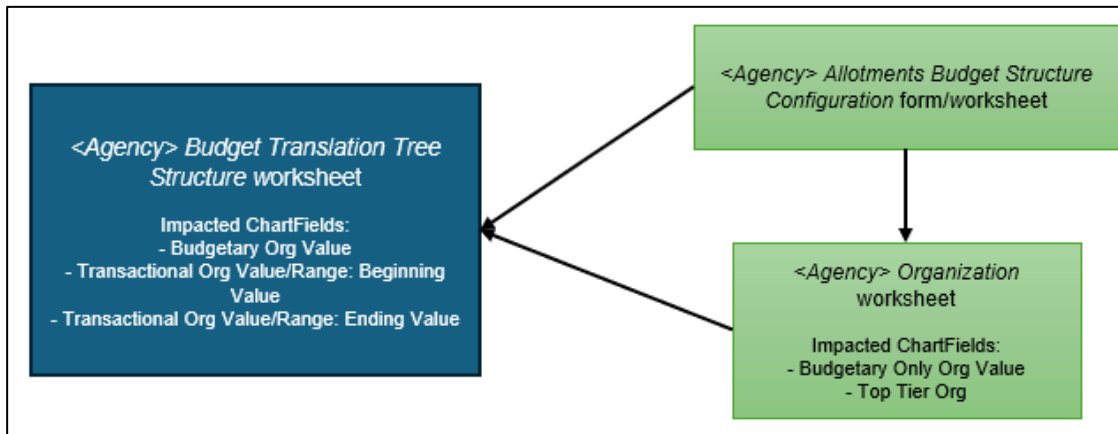 <Agency> Budget Translation Tree
Structure worksheet
Impacted ChartFields:
- Budgetary Org Value
- Transactional Org Value/Range: Beginning
Value
- Transactional Org Value/Range: Ending Value
<Agency> Allotments Budget Structure
Configuration form/worksheet
<Agency> Organization
worksheet
Impacted ChartFields:
- Budgetary Only Org Value
- Top Tier Org